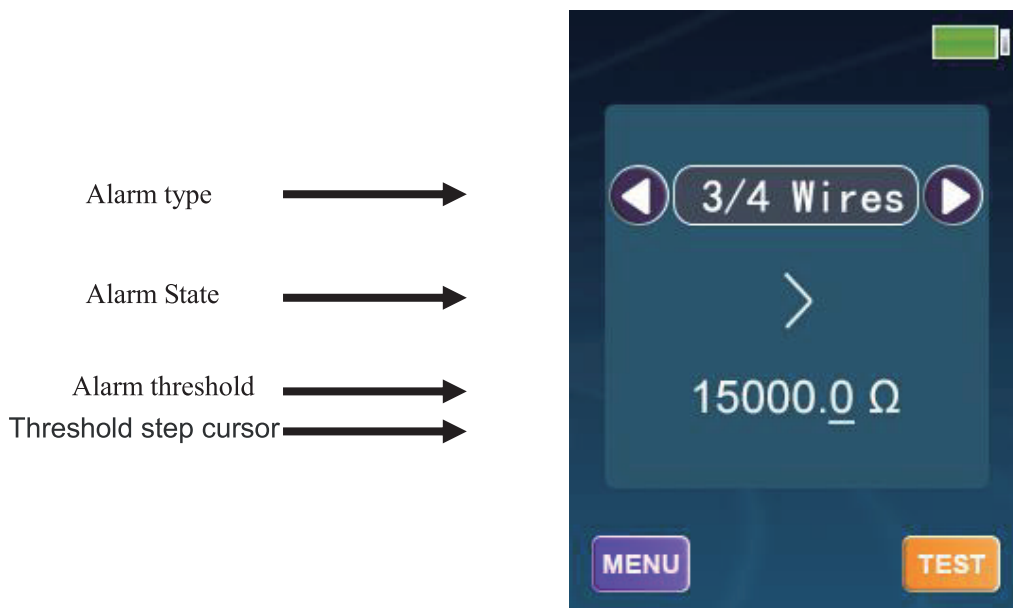 Alarm type
3/4 Wires
Alarm State
>
Alarm threshold
15000.0 Ω
Threshold step cursor
MENU
TEST